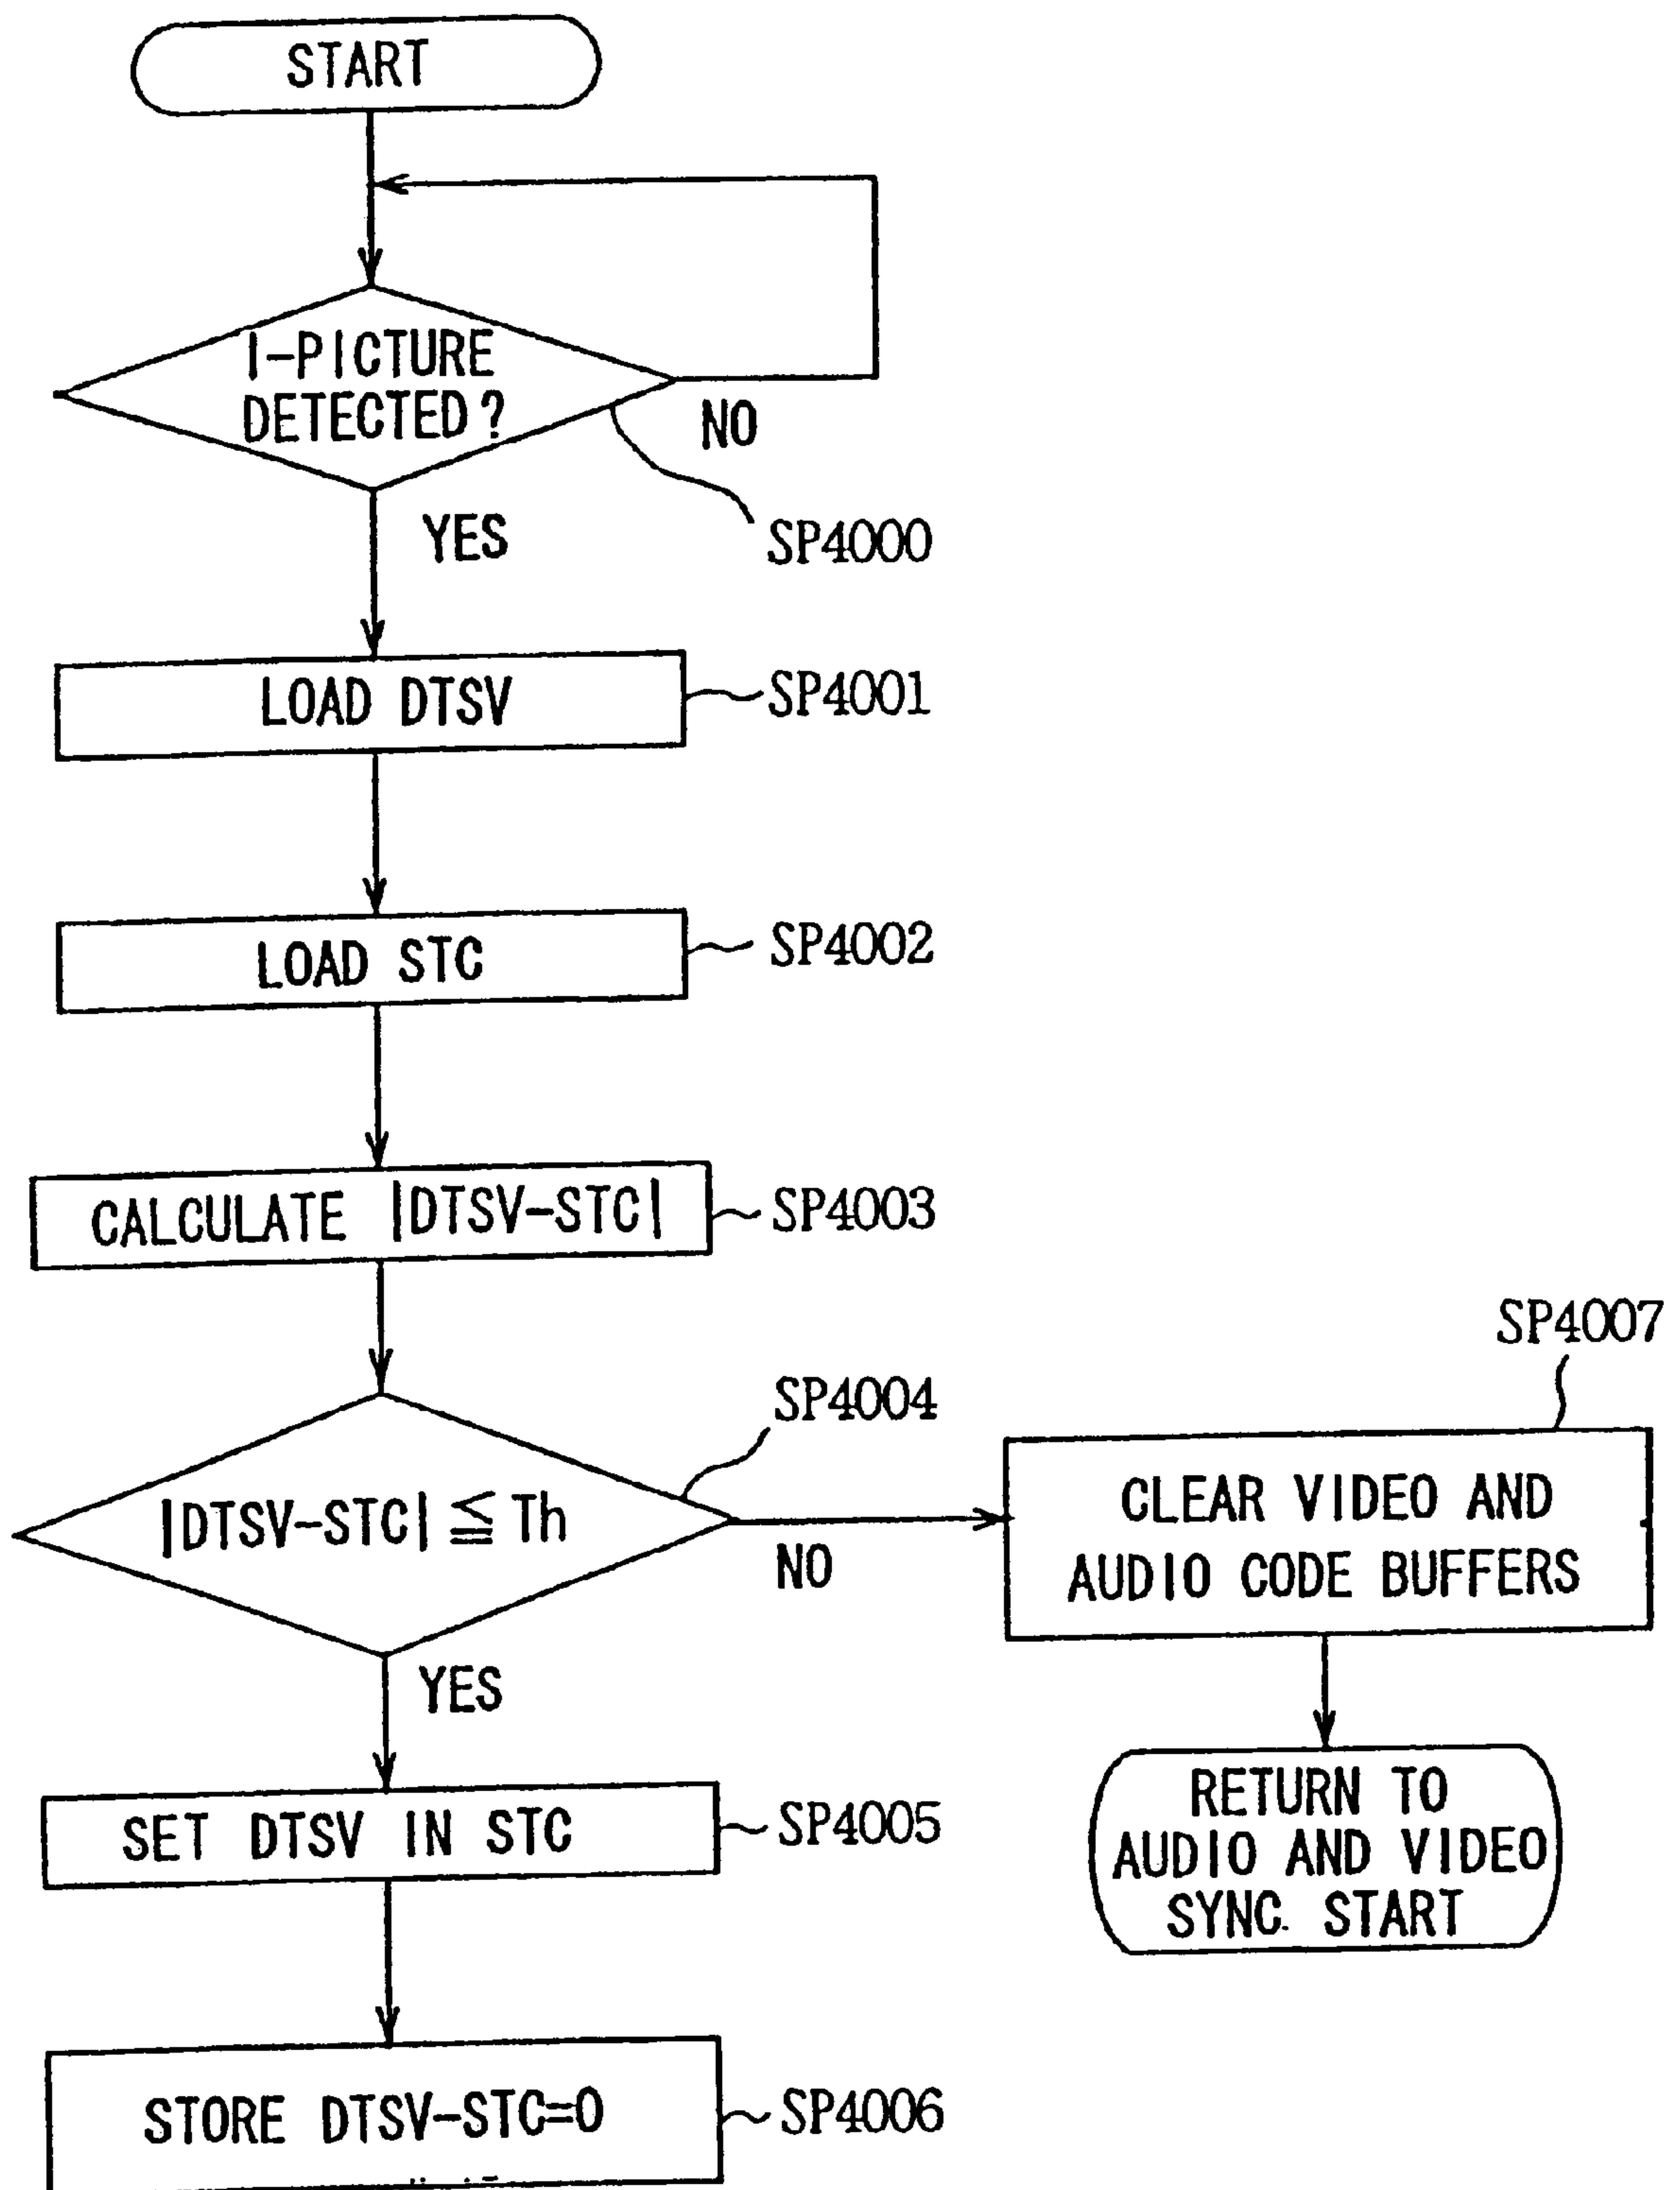 START
I-PICTURE
DETECTED?
NO
YES
SP4000
LOAD DTSV
SP4001
LOAD STC
SP4002
CALCULATE |DTSV-STC|
SP4003
SP4004
|DTSV-STC| ≦ Th
NO
YES
SP4007
CLEAR VIDEO AND
AUDIO CODE BUFFERS
RETURN TO
AUDIO AND VIDEO
SYNC. START
SET DTSV IN STC
SP4005
STORE DTSV-STC=0
SP4006